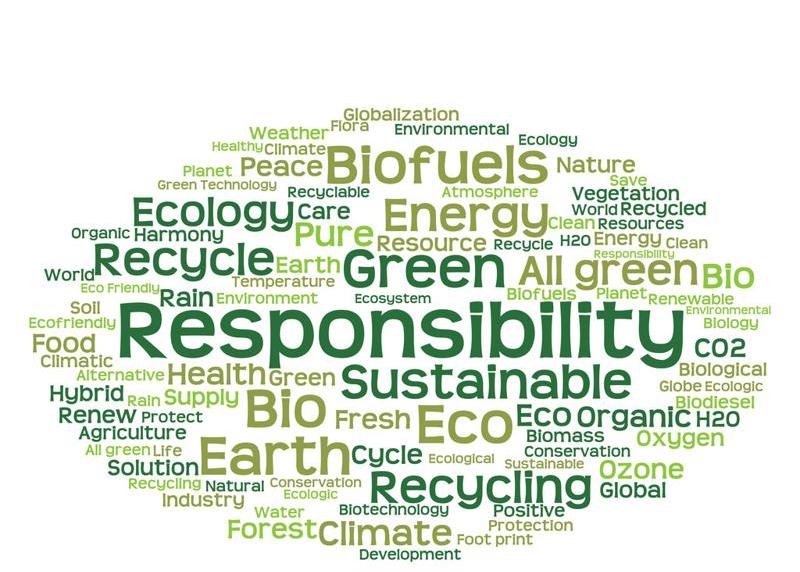 Globalization
Weather Flora Environmental
Healthy Climate Ecology
Planet Peace Biofuels Nature
Green Technology Recyclable Atmosphere Save
Vegetation
Ecology Care Energy World Recycled
Organic Harmony Pure Clean Resources
Resource Recycle H2O Energy Clean
World Recycle Earth Green All green Bio
Responsibility
Eco Friendly Temperature
Rain Environment Ecosystem Biofuels Planet Renewable
Soil Environmental
Ecofriendly Responsibility Biology
Food CO2
Climatic Biological
Alternative Health Green Sustainable Globe Ecologic
Hybrid Rain Supply Bio Biodiesel
Renew Protect Fresh Eco Eco Organic H2O
Agriculture Biomass Oxygen
All green Life Earth Cycle Conservation
Solution Ecological Sustainable Ozone
Recycling Natural Conservation Recycling Global
Industry Ecologic
Water Biotechnology Positive
Forest Climate Protection
Foot print
Development